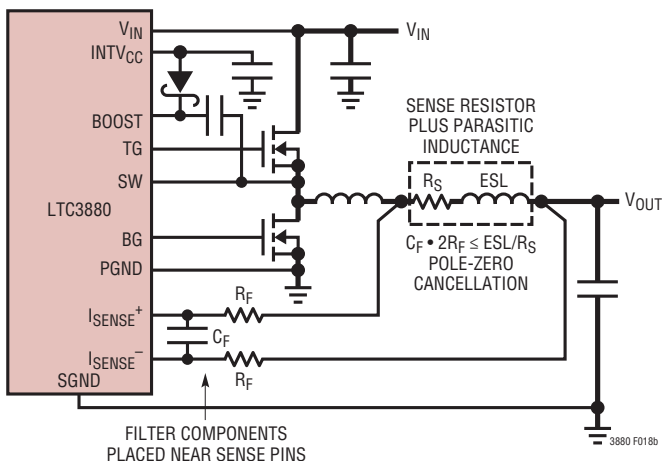 V_IN
V_IN
INTV_CC
BOOST
TG
SW
LTC3880
BG
PGND
I_SENSE^+
I_SENSE^-
SGND
SENSE RESISTOR
PLUS PARASITIC
INDUCTANCE
R_S
ESL
V_OUT
C_F • 2R_F ≤ ESL/R_S
POLE-ZERO
CANCELLATION
R_F
C_F
R_F
FILTER COMPONENTS
PLACED NEAR SENSE PINS
3880 F018b